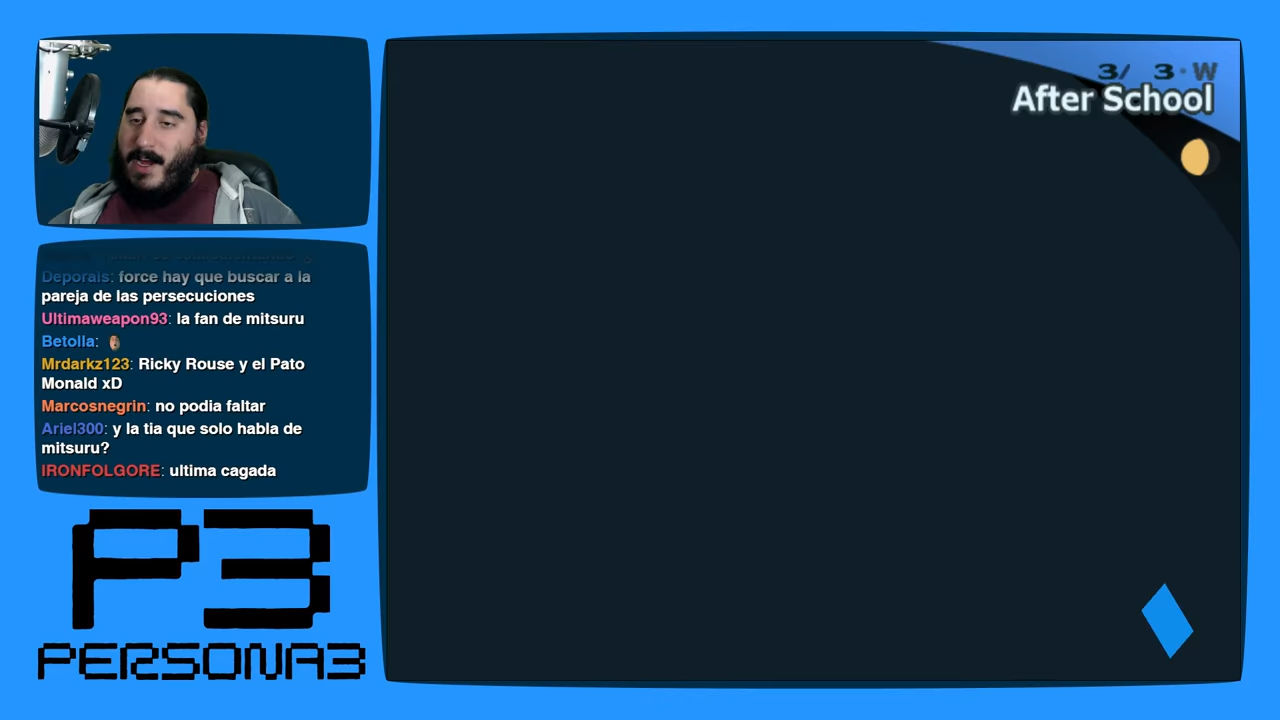 3/ 3·W
After School
Deporais: force hay que buscar a la
pareja de las persecuciones
Ultimaweapon93: la fan de mitsuru
Betolla:
Mrdarkz123: Ricky Rouse y el Pato
Monald xD
Marcosnegrin: no podia faltar
Ariel300: y la tia que solo habla de
mitsuru?
IRONFOLGORE: ultima cagada
P3
PERSONA3